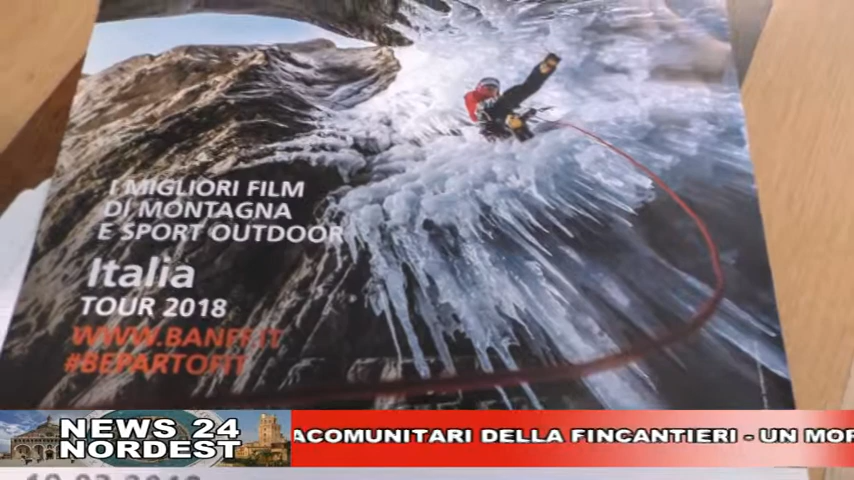 I MIGLIORI FILM
DI MONTAGNA
E SPORT OUTDOOR
Italia
TOUR 2018
WWW.BANFF.IT
#BEPARTOFIT
NEWS 24
NORDEST
ACOMUNITARI DELLA FINCANTIERI - UN MOR